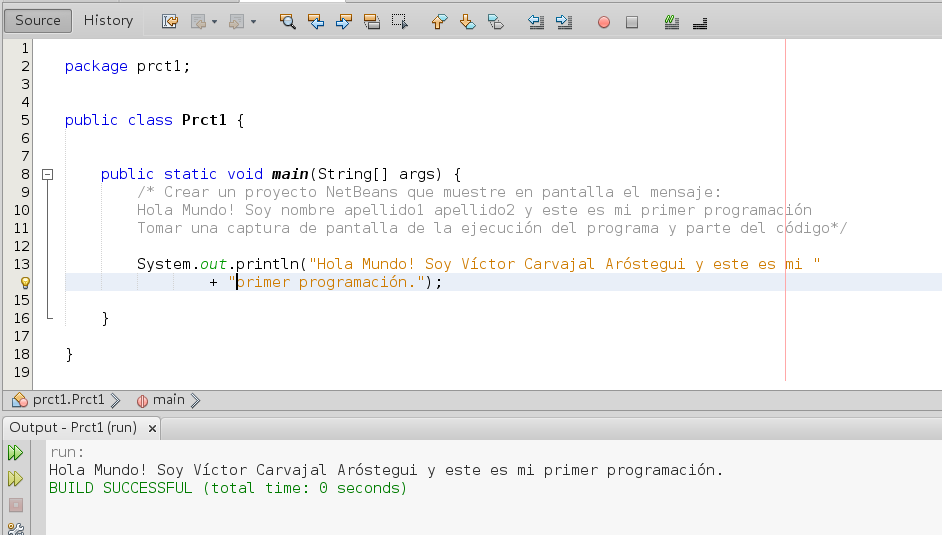 Source History
1
2 package prct1;
3
4
5 public class Prct1 {
6
7
8 public static void main(String[] args) {
9 /* Crear un proyecto NetBeans que muestre en pantalla el mensaje:
10 Hola Mundo! Soy nombre apellido1 apellido2 y este es mi primer programación
11 Tomar una captura de pantalla de la ejecución del programa y parte del código*/
12
13 System.out.println("Hola Mundo! Soy Víctor Carvajal Aróstegui y este es mi "
+ "primer programación.");
15
16 }
17
18 }
19
prct1.Prct1 main
Output - Prct1 (run) ×
run:
Hola Mundo! Soy Víctor Carvajal Aróstegui y este es mi primer programación.
BUILD SUCCESSFUL (total time: 0 seconds)